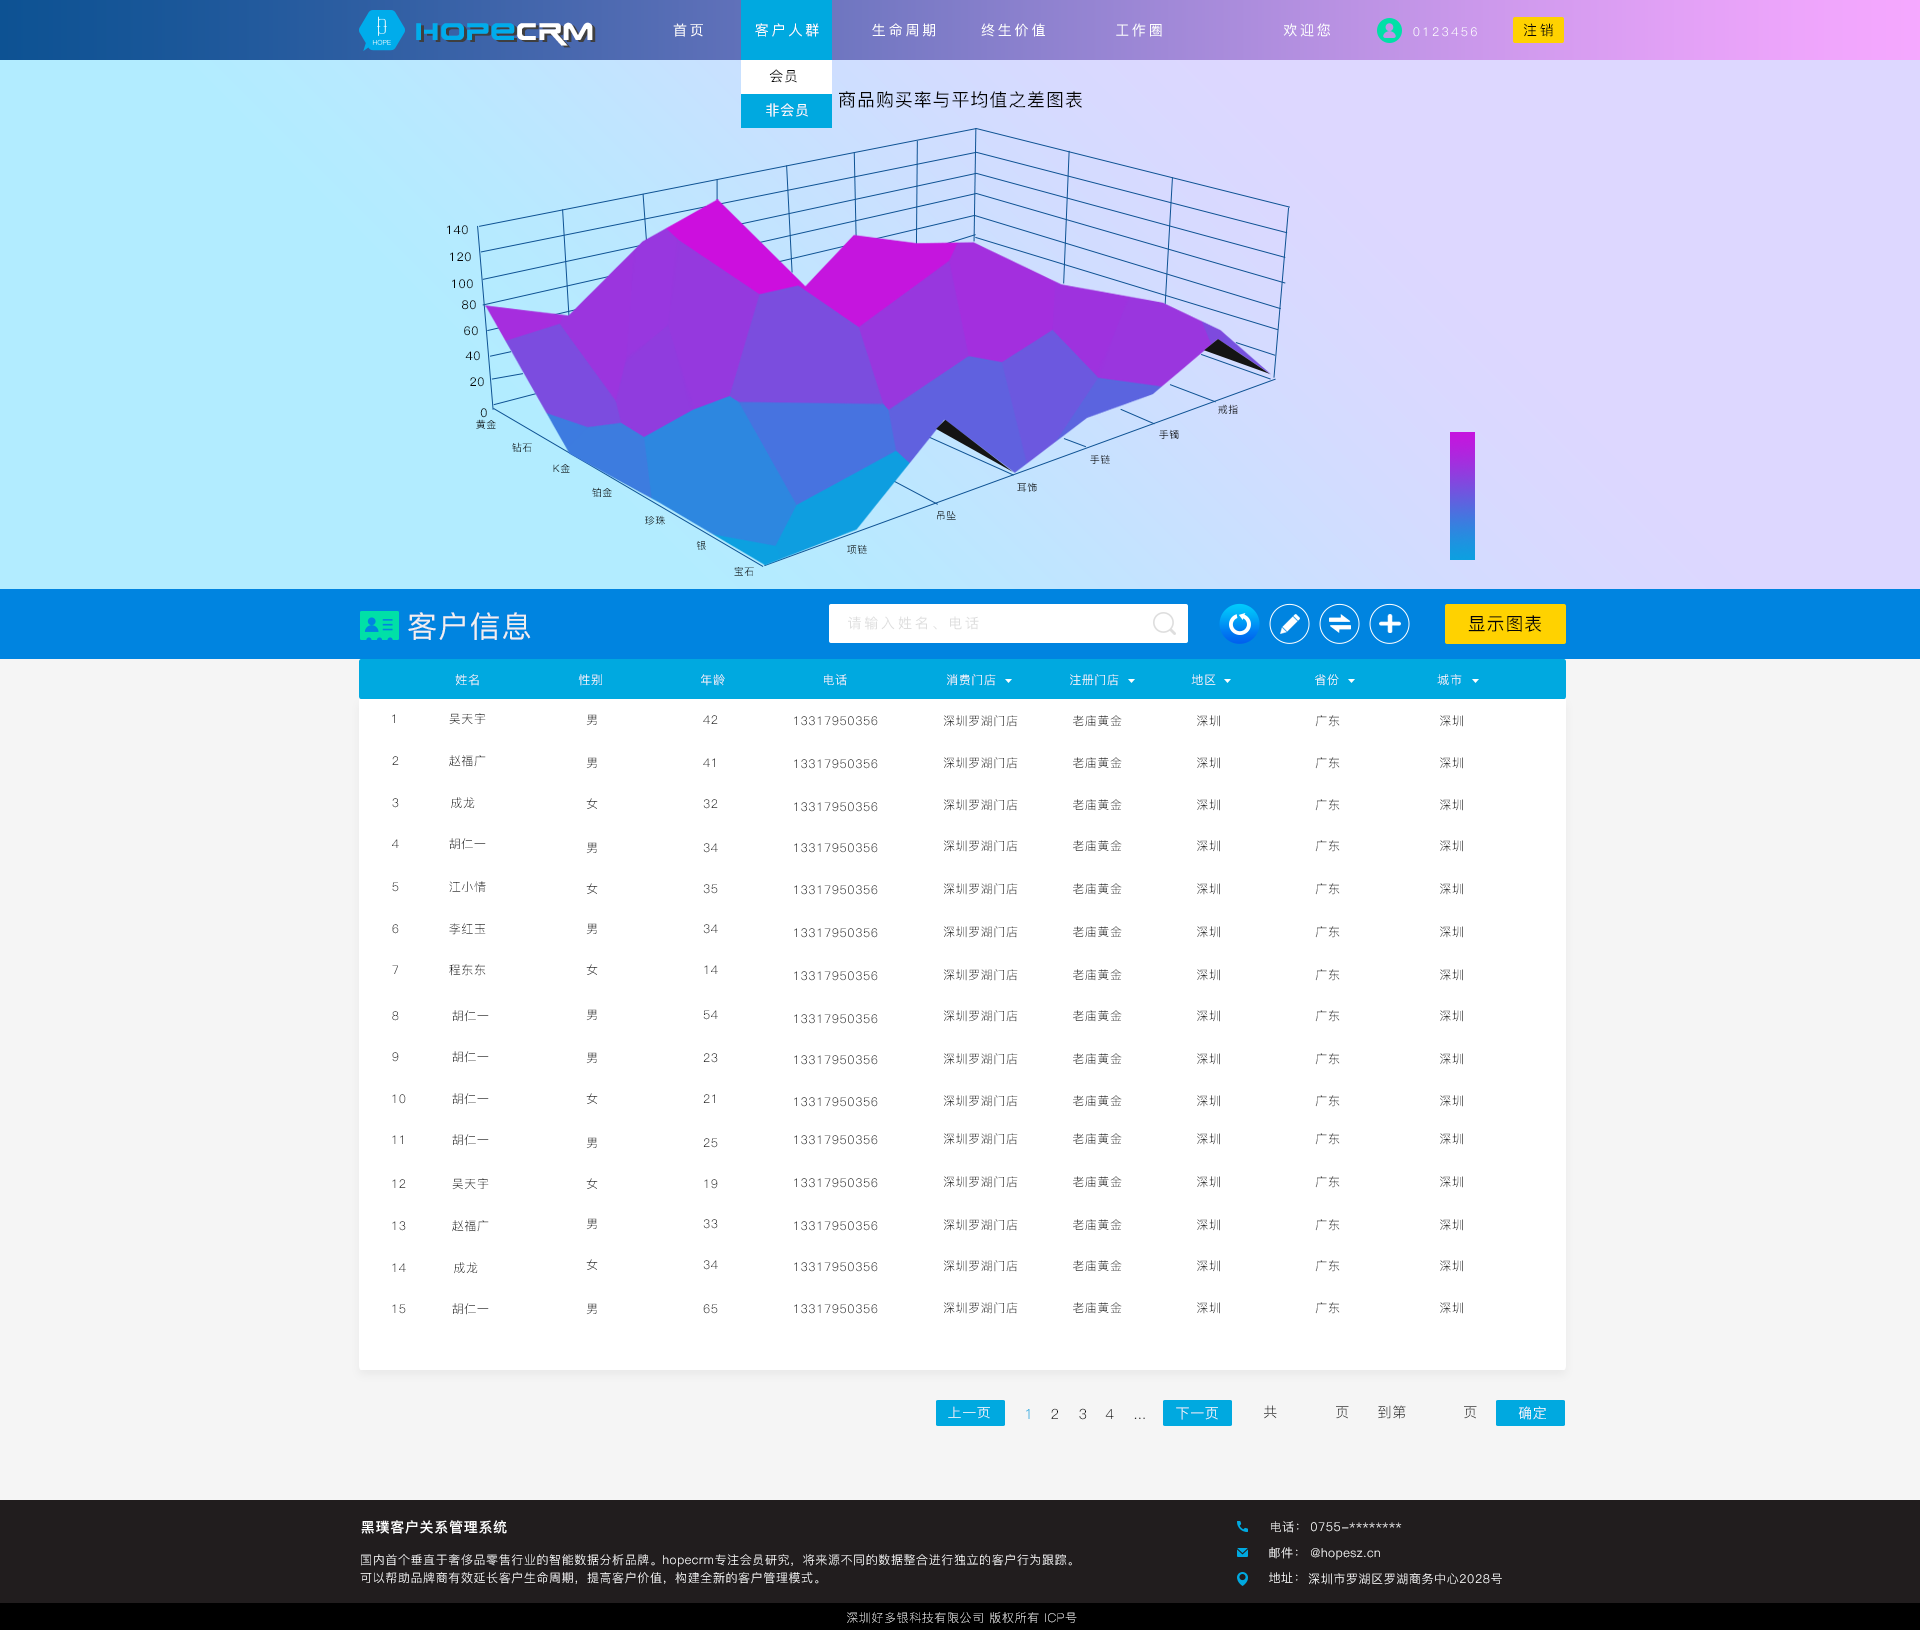 HOPE HOPECRM 首页 客户人群 生命周期 终生价值 工作圈 欢迎您 0123456 注销
会员
非会员
商品购买率与平均值之差图表
140
120
100
80
60
40
20
0
黄金
钻石
K金
铂金
珍珠
银
宝石
项链
吊坠
耳饰
手链
手镯
戒指
客户信息 请输入姓名、电话 显示图表
姓名 性别 年龄 电话 消费门店 注册门店 地区 省份 城市
1 吴天宇 男 42 13317950356 深圳罗湖门店 老庙黄金 深圳 广东 深圳
2 赵福广 男 41 13317950356 深圳罗湖门店 老庙黄金 深圳 广东 深圳
3 成龙 女 32 13317950356 深圳罗湖门店 老庙黄金 深圳 广东 深圳
4 胡仁一 男 34 13317950356 深圳罗湖门店 老庙黄金 深圳 广东 深圳
5 江小情 女 35 13317950356 深圳罗湖门店 老庙黄金 深圳 广东 深圳
6 李红玉 男 34 13317950356 深圳罗湖门店 老庙黄金 深圳 广东 深圳
7 程东东 女 14 13317950356 深圳罗湖门店 老庙黄金 深圳 广东 深圳
8 胡仁一 男 54 13317950356 深圳罗湖门店 老庙黄金 深圳 广东 深圳
9 胡仁一 男 23 13317950356 深圳罗湖门店 老庙黄金 深圳 广东 深圳
10 胡仁一 女 21 13317950356 深圳罗湖门店 老庙黄金 深圳 广东 深圳
11 胡仁一 男 25 13317950356 深圳罗湖门店 老庙黄金 深圳 广东 深圳
12 吴天宇 女 19 13317950356 深圳罗湖门店 老庙黄金 深圳 广东 深圳
13 赵福广 男 33 13317950356 深圳罗湖门店 老庙黄金 深圳 广东 深圳
14 成龙 女 34 13317950356 深圳罗湖门店 老庙黄金 深圳 广东 深圳
15 胡仁一 男 65 13317950356 深圳罗湖门店 老庙黄金 深圳 广东 深圳
上一页 1 2 3 4 ... 下一页 共 页 到第 页 确定
黑璞客户关系管理系统
国内首个垂直于奢侈品零售行业的智能数据分析品牌。hopecrm专注会员研究，将来源不同的数据整合进行独立的客户行为跟踪。
可以帮助品牌商有效延长客户生命周期，提高客户价值，构建全新的客户管理模式。
电话： 0755-********
邮件： @hopesz.cn
地址： 深圳市罗湖区罗湖商务中心2028号
深圳好多银科技有限公司 版权所有 ICP号